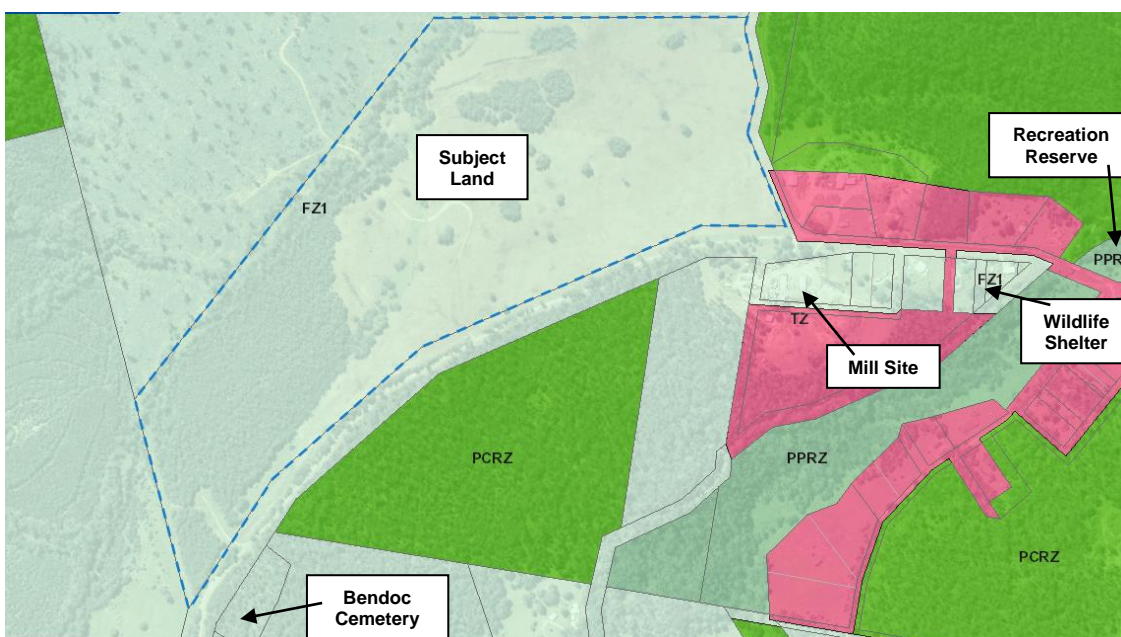 Subject
Land
Recreation
Reserve
FZ1
PPR
FZ1
TZ
Wildlife
Shelter
Mill Site
PCRZ
PPRZ
PCRZ
Bendoc
Cemetery